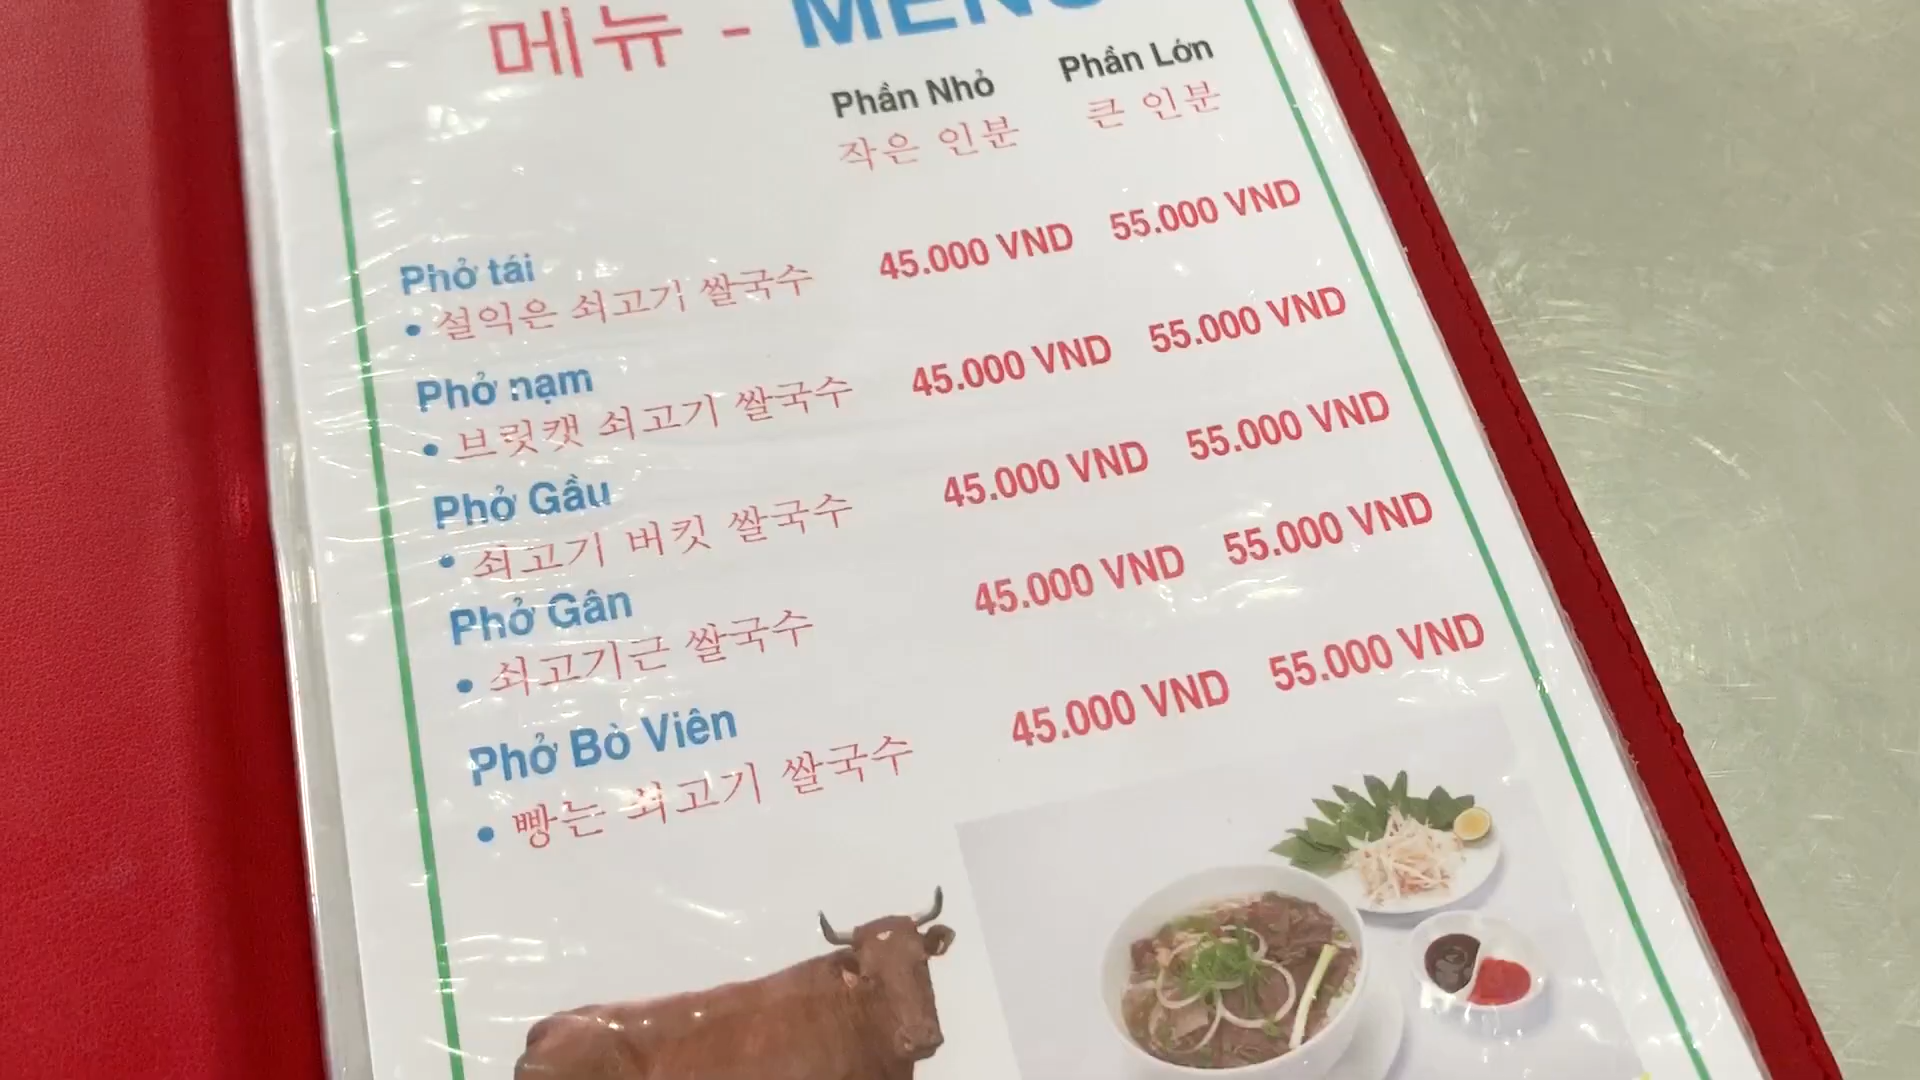 메뉴 - MENU
Phần Nhỏ Phần Lớn
작은 인분 큰 인분
Phở tái 45.000 VND 55.000 VND
• 설익은 쇠고기 쌀국수
Phở nạm 45.000 VND 55.000 VND
• 브릿캣 쇠고기 쌀국수
Phở Gầu 45.000 VND 55.000 VND
• 쇠고기 버킷 쌀국수
Phở Gân 45.000 VND 55.000 VND
• 쇠고기근 쌀국수
Phở Bò Viên 45.000 VND 55.000 VND
• 빵는 쇠고기 쌀국수